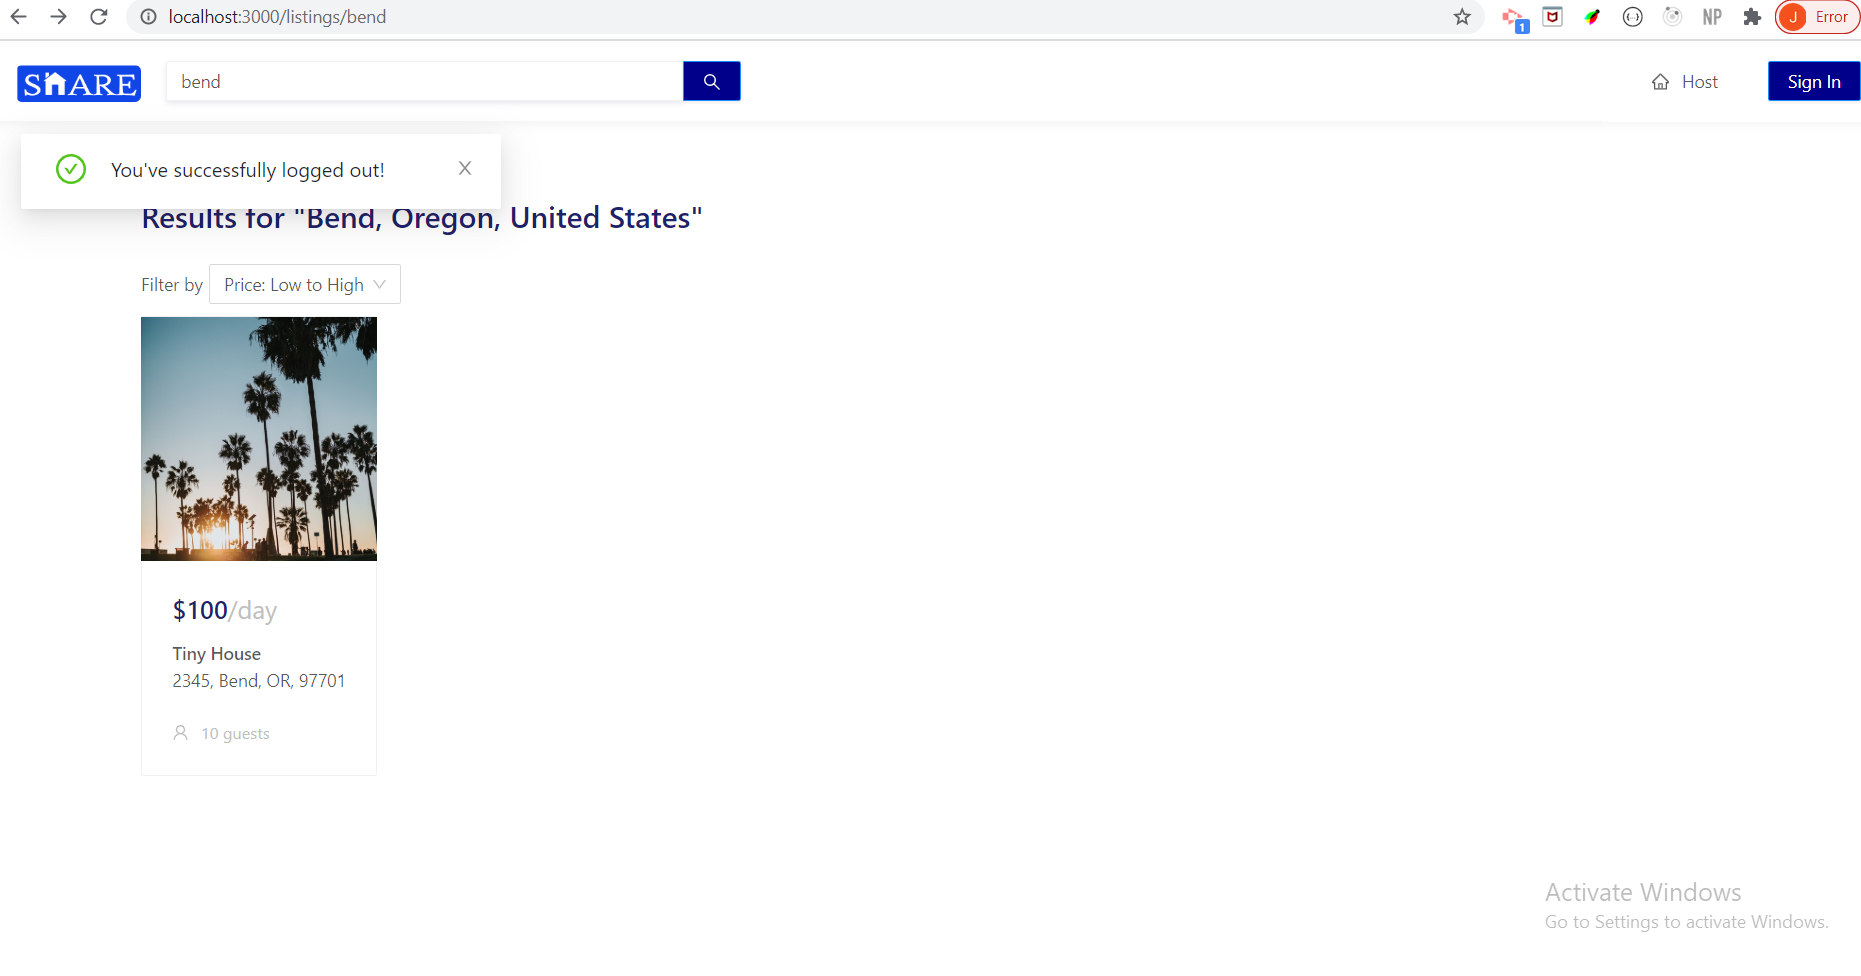 localhost:3000/listings/bend
1
NP
J Error
SHARE
bend
Host
Sign In
You've successfully logged out!
Results for "Bend, Oregon, United States"
Filter by Price: Low to High
$100/day
Tiny House
2345, Bend, OR, 97701
10 guests
Activate Windows
Go to Settings to activate Windows.